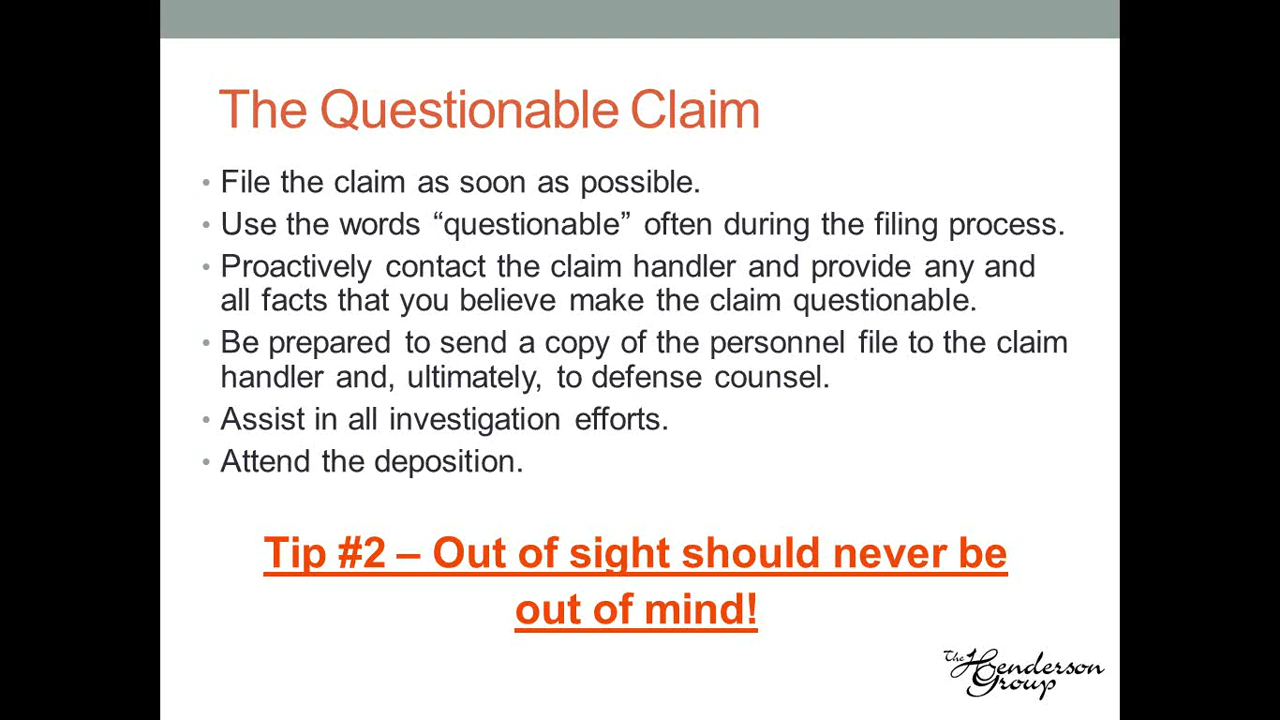 The Questionable Claim
• File the claim as soon as possible.
• Use the words “questionable” often during the filing process.
• Proactively contact the claim handler and provide any and
all facts that you believe make the claim questionable.
• Be prepared to send a copy of the personnel file to the claim
handler and, ultimately, to defense counsel.
• Assist in all investigation efforts.
• Attend the deposition.
Tip #2 – Out of sight should never be
out of mind!
The Henderson
Group